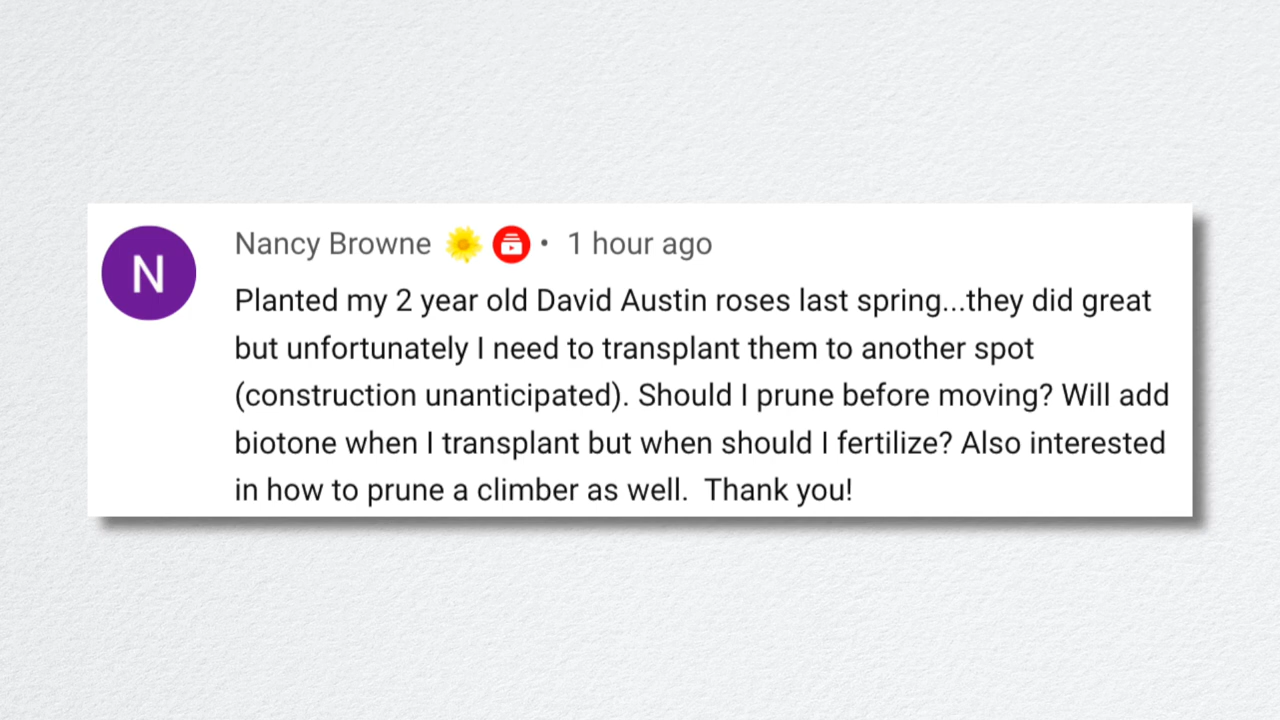 N
Nancy Browne • 1 hour ago
Planted my 2 year old David Austin roses last spring...they did great
but unfortunately I need to transplant them to another spot
(construction unanticipated). Should I prune before moving? Will add
biotone when I transplant but when should I fertilize? Also interested
in how to prune a climber as well.  Thank you!